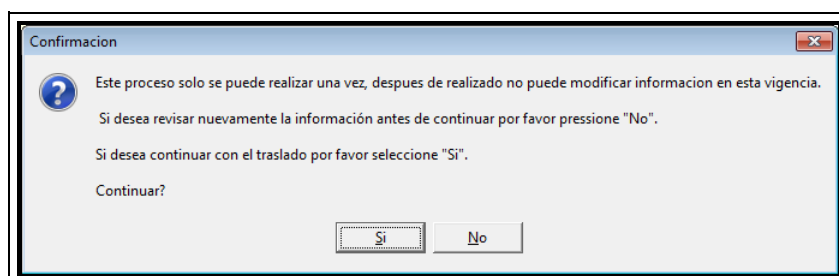 Confirmacion
Este proceso solo se puede realizar una vez, despues de realizado no puede modificar informacion en esta vigencia.
Si desea revisar nuevamente la información antes de continuar por favor pressione "No".
Si desea continuar con el traslado por favor seleccione "Si".
Continuar?
Si No